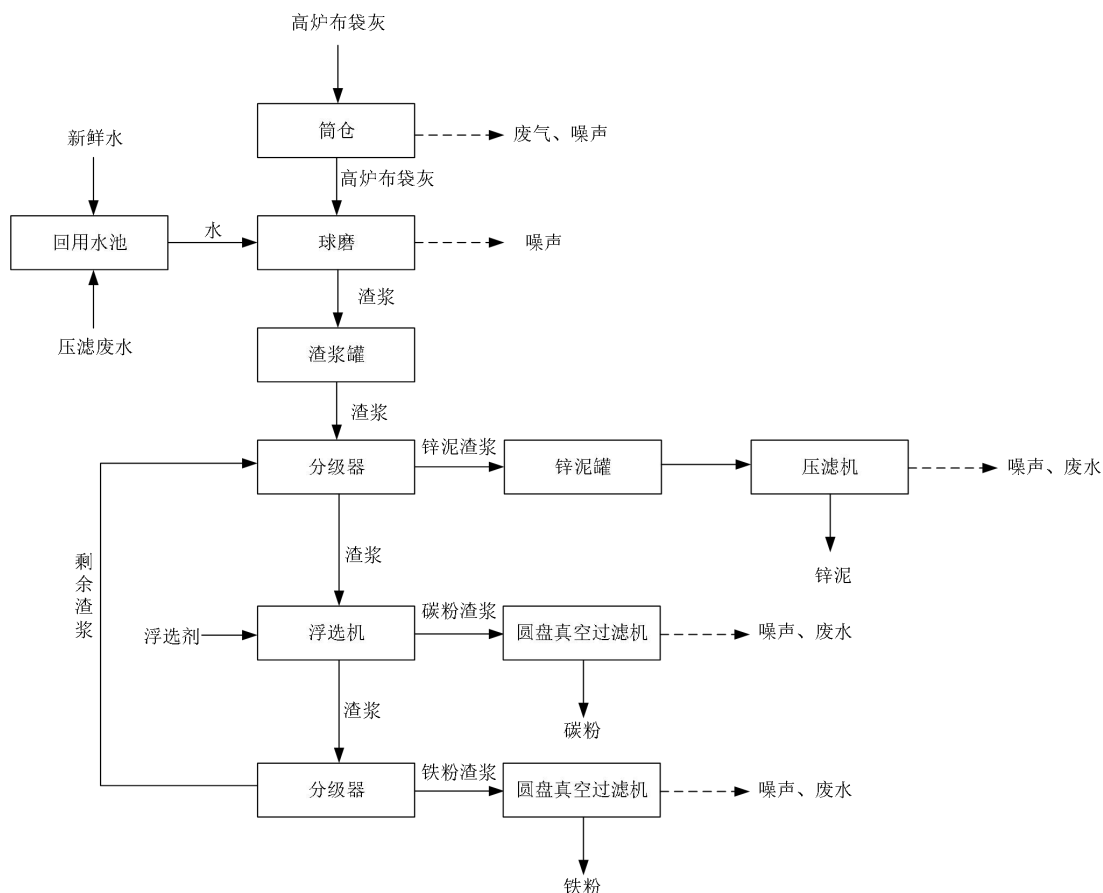 高炉布袋灰
筒仓
废气、噪声
新鲜水
高炉布袋灰
回用水池
水
球磨
噪声
渣浆
压滤废水
渣浆罐
渣浆
分级器
锌泥渣浆
锌泥罐
压滤机
噪声、废水
渣浆
锌泥
剩余渣浆
浮选剂
浮选机
碳粉渣浆
圆盘真空过滤机
噪声、废水
渣浆
碳粉
分级器
铁粉渣浆
圆盘真空过滤机
噪声、废水
铁粉